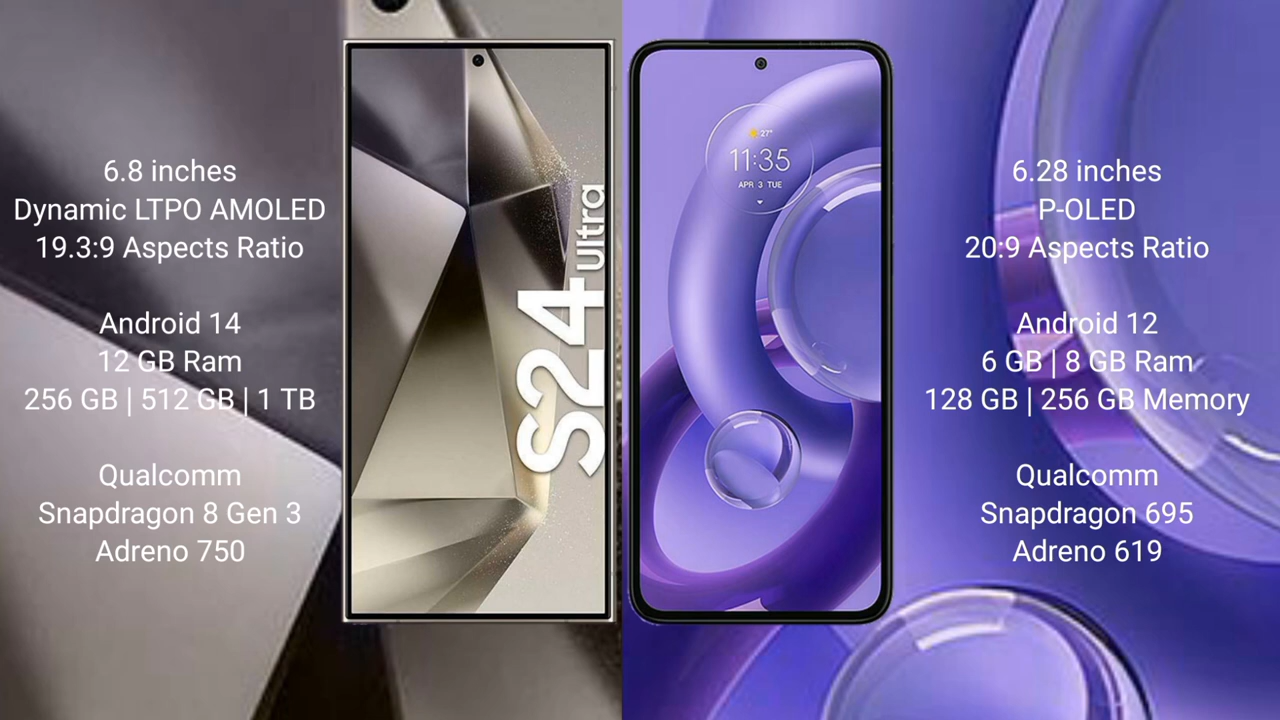 6.8 inches
Dynamic LTPO AMOLED
19.3:9 Aspects Ratio
Android 14
12 GB Ram
256 GB | 512 GB | 1 TB
Qualcomm
Snapdragon 8 Gen 3
Adreno 750
S24 Ultra
27°
11:35
APR 3 TUE
6.28 inches
P-OLED
20:9 Aspects Ratio
Android 12
6 GB | 8 GB Ram
128 GB | 256 GB Memory
Qualcomm
Snapdragon 695
Adreno 619